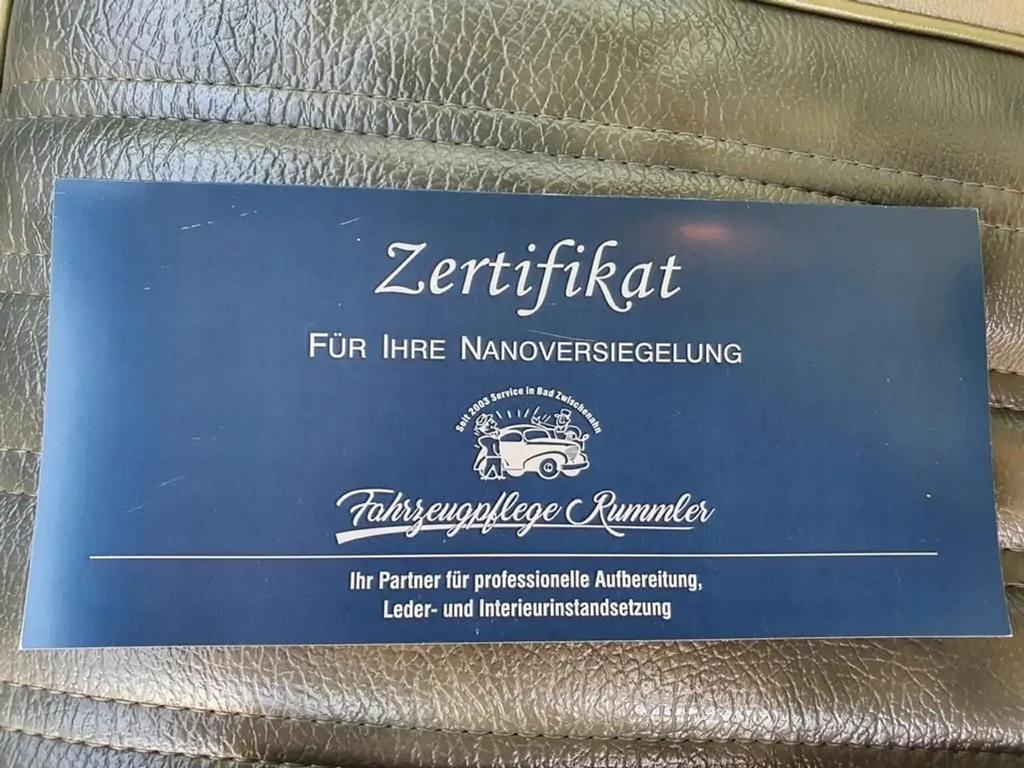 Zertifikat
Für Ihre Nanoversiegelung
Seit 2003 Service in Bad Zwischenahn
Fahrzeugpflege Rummler
Ihr Partner für professionelle Aufbereitung,
Leder- und Interieurinstandsetzung